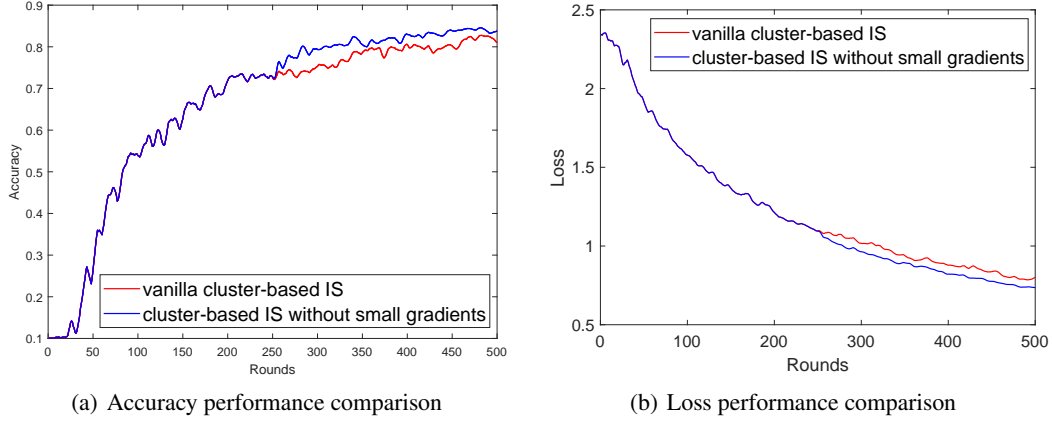 0.9
0.8
0.7
0.6
0.5
0.4
0.3
0.2
0.1
0 50 100 150 200 250 300 350 400 450 500
Accuracy
Rounds
vanilla cluster-based IS
cluster-based IS without small gradients
(a) Accuracy performance comparison
2.5
2
1.5
1
0.5
0 100 200 300 400 500
Loss
Rounds
vanilla cluster-based IS
cluster-based IS without small gradients
(b) Loss performance comparison